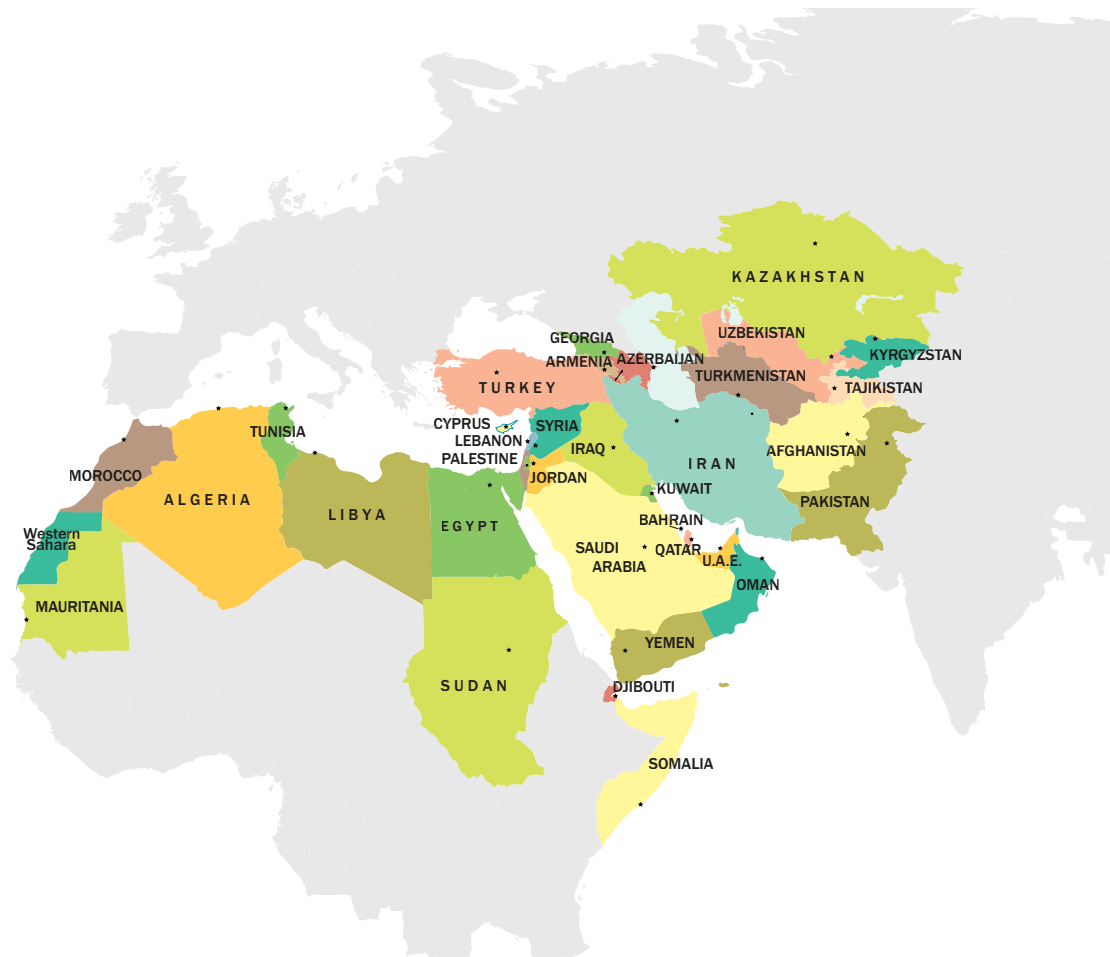 KAZAKHSTAN
GEORGIA
UZBEKISTAN
ARMENIA
AZERBAIJAN
KYRGYZSTAN
TURKMENISTAN
TURKEY
TAJIKISTAN
CYPRUS
SYRIA
TUNISIA
LEBANON
IRAQ
AFGHANISTAN
PALESTINE
IRAN
MOROCCO
JORDAN
KUWAIT
ALGERIA
PAKISTAN
LIBYA
EGYPT
BAHRAIN
Western
Sahara
SAUDI
ARABIA
QATAR
U.A.E.
OMAN
MAURITANIA
YEMEN
SUDAN
DJIBOUTI
SOMALIA